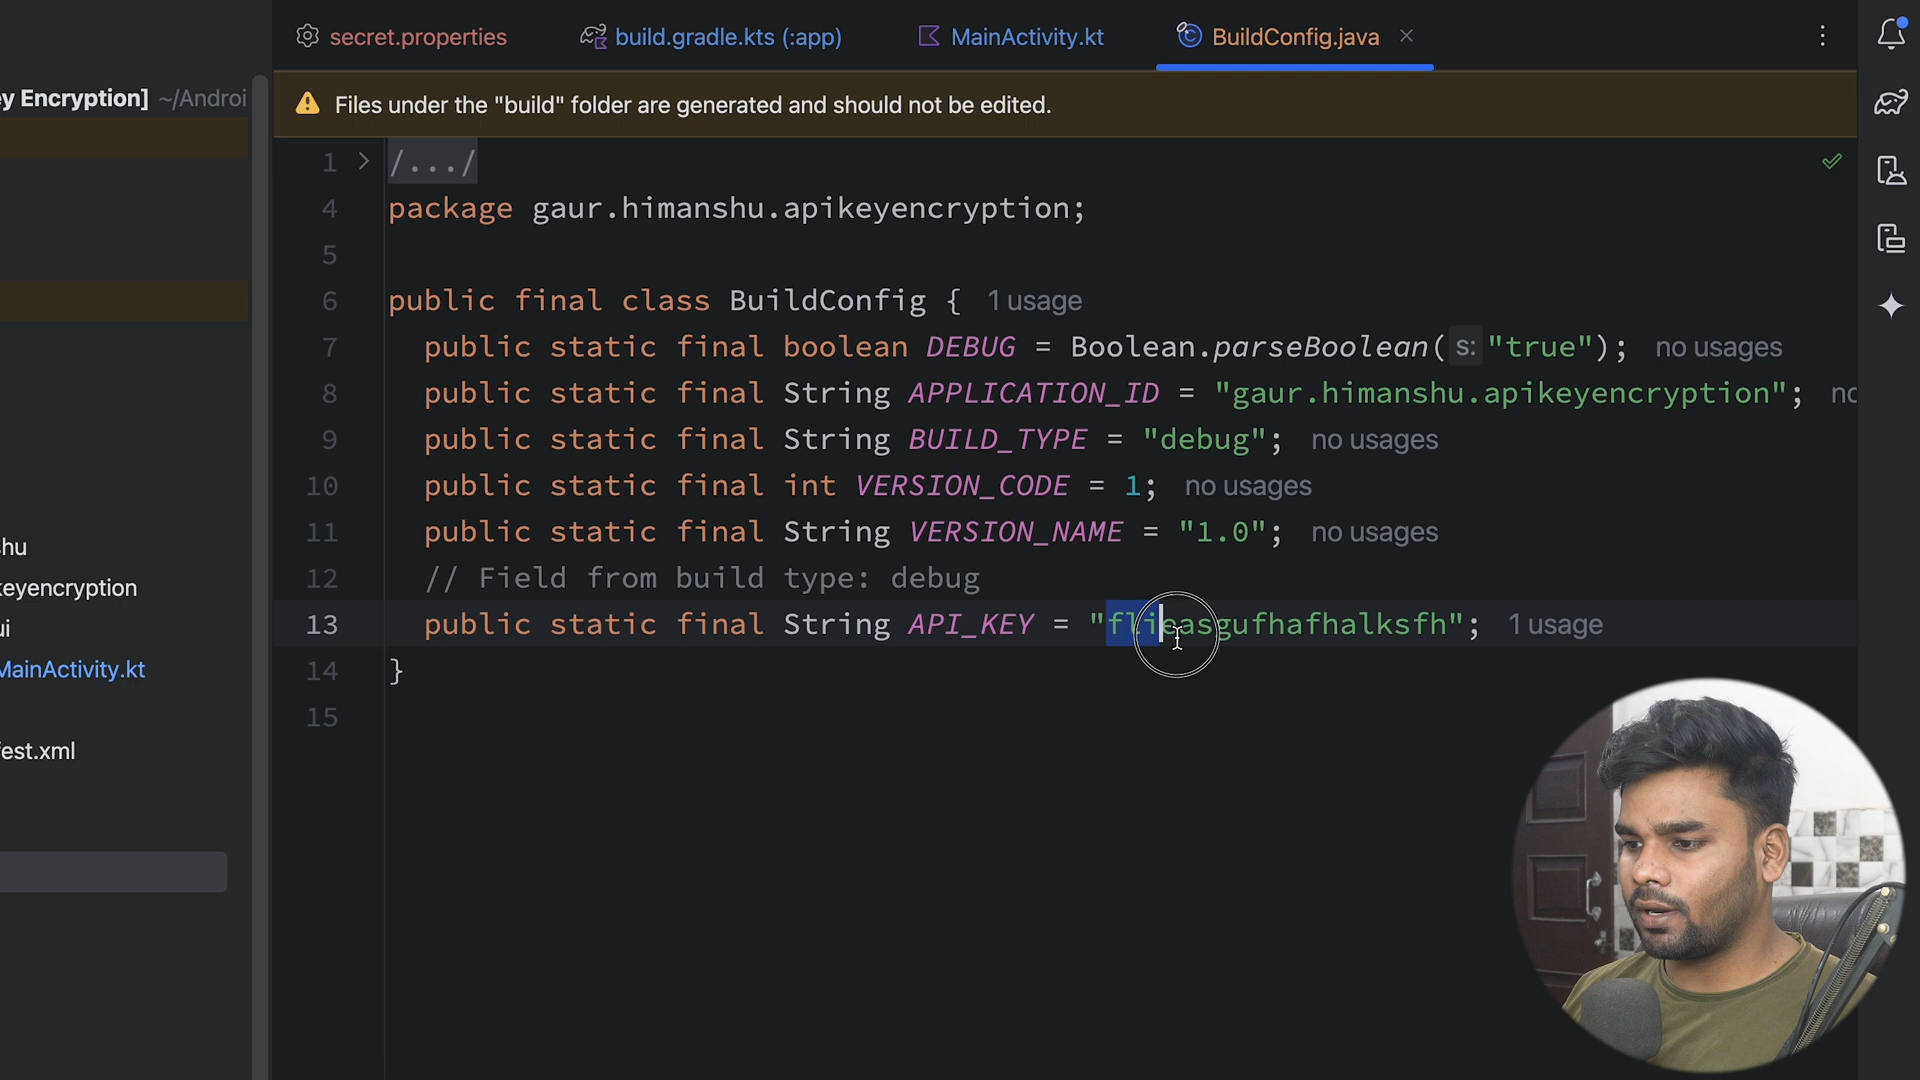 secret.properties
build.gradle.kts (:app)
MainActivity.kt
BuildConfig.java
ey Encryption] ~/Androi
Files under the "build" folder are generated and should not be edited.
1 /.../
4 package gaur.himanshu.apikeyencryption;
5
6 public final class BuildConfig { 1 usage
7 public static final boolean DEBUG = Boolean.parseBoolean( s: "true"); no usages
8 public static final String APPLICATION_ID = "gaur.himanshu.apikeyencryption"; no
9 public static final String BUILD_TYPE = "debug"; no usages
10 public static final int VERSION_CODE = 1; no usages
11 public static final String VERSION_NAME = "1.0"; no usages
12 // Field from build type: debug
13 public static final String API_KEY = "flieasgufhafhalksfh"; 1 usage
14 }
15
hu
keyencryption
ui
MainActivity.kt
fest.xml